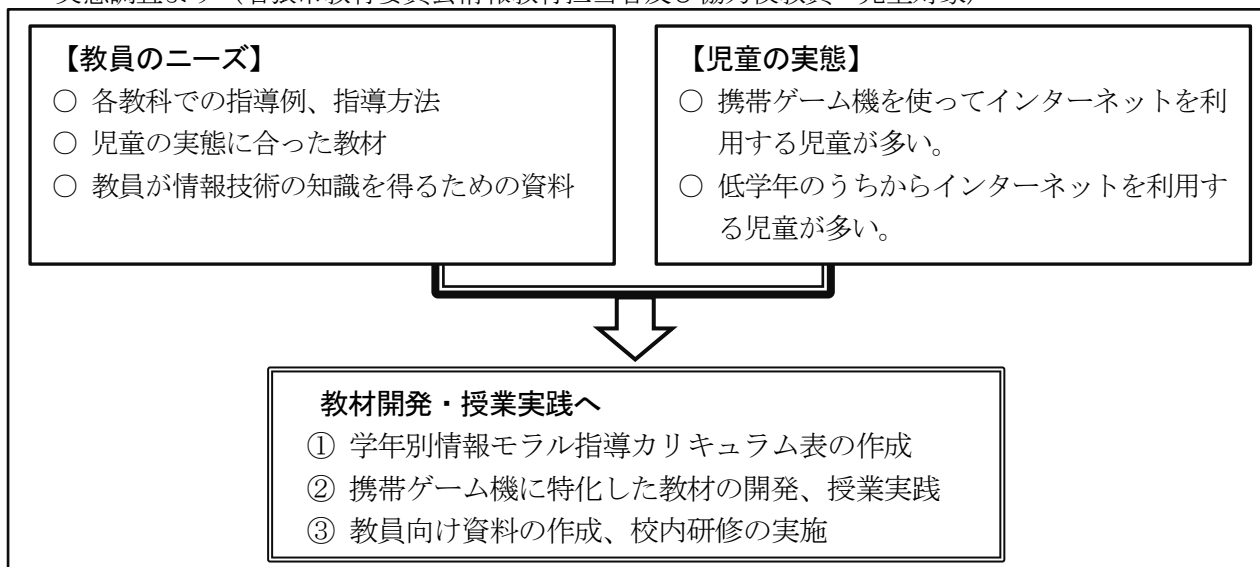 【教員のニーズ】
○ 各教科での指導例、指導方法
○ 児童の実態に合った教材
○ 教員が情報技術の知識を得るための資料
【児童の実態】
○ 携帯ゲーム機を使ってインターネットを利
用する児童が多い。
○ 低学年のうちからインターネットを利用す
る児童が多い。
教材開発・授業実践へ
① 学年別情報モラル指導カリキュラム表の作成
② 携帯ゲーム機に特化した教材の開発、授業実践
③ 教員向け資料の作成、校内研修の実施